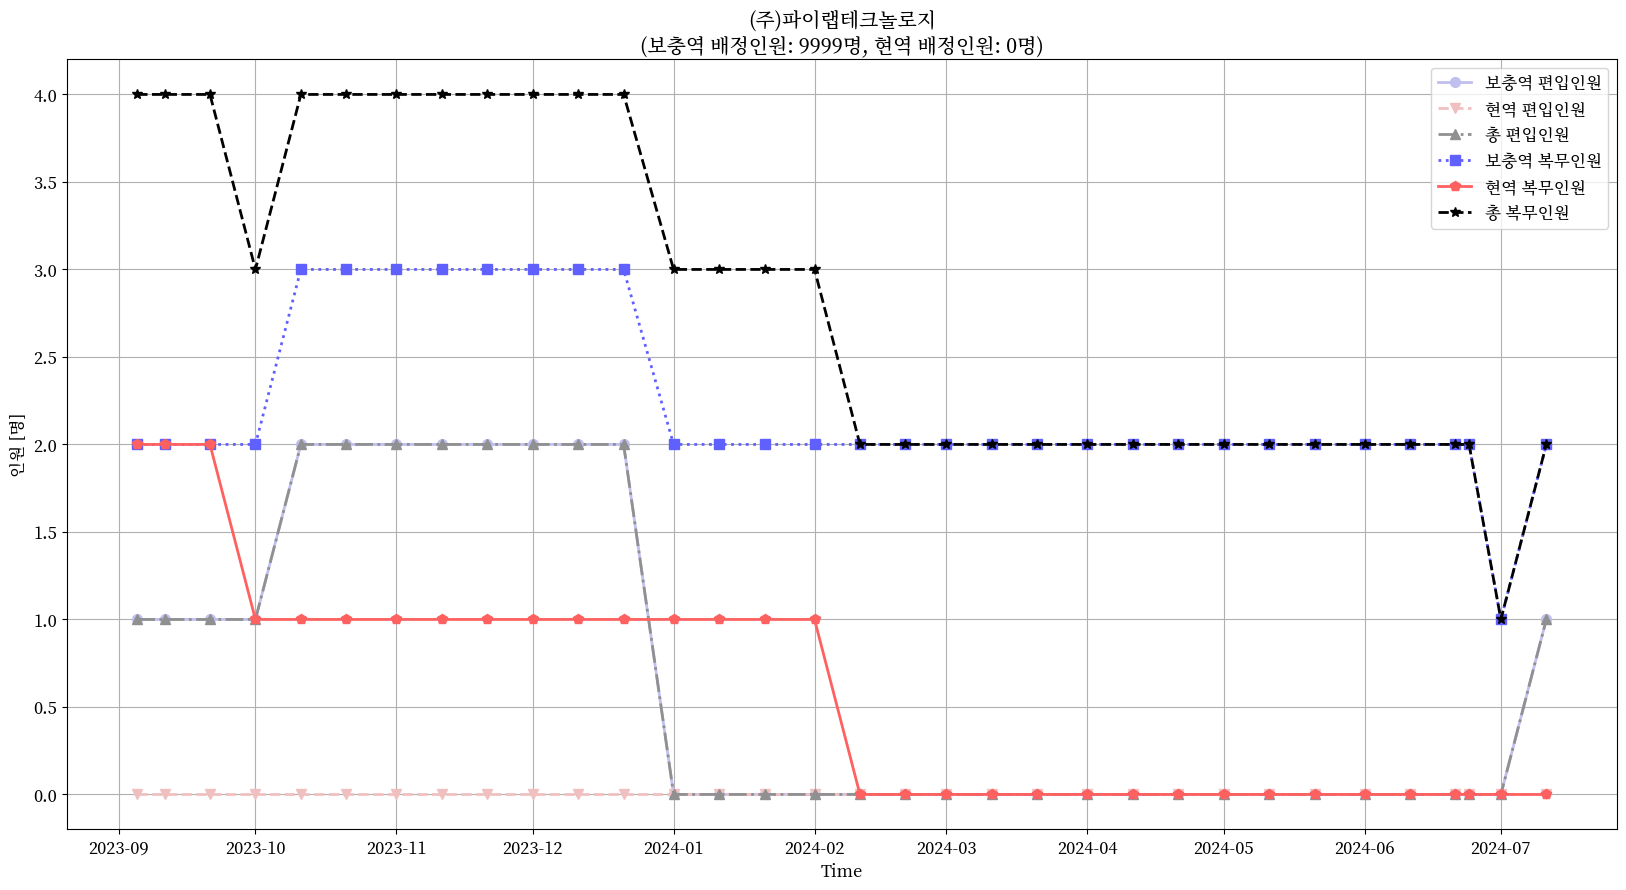 (주)파이랩테크놀로지
(보충역 배정인원: 9999명, 현역 배정인원: 0명)
보충역 편입인원
현역 편입인원
총 편입인원
보충역 복무인원
현역 복무인원
총 복무인원
인원 [명]
4.0
3.5
3.0
2.5
2.0
1.5
1.0
0.5
0.0
2023-09 2023-10 2023-11 2023-12 2024-01 2024-02 2024-03 2024-04 2024-05 2024-06 2024-07
Time